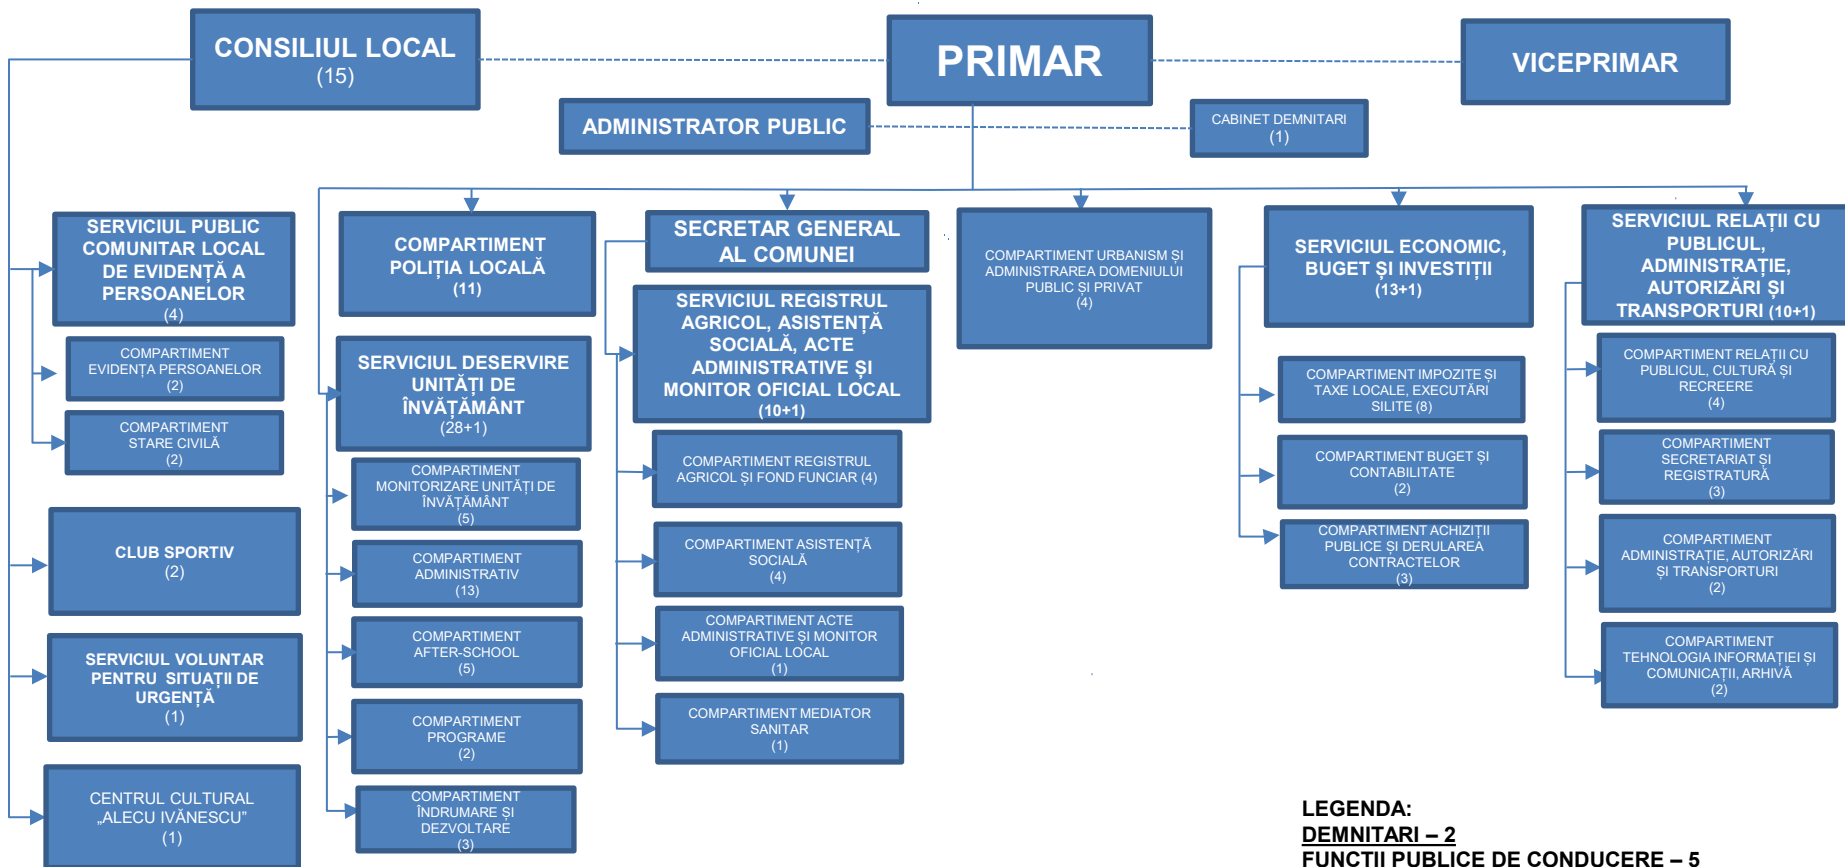 CONSILIUL LOCAL
(15)
PRIMAR
VICEPRIMAR
ADMINISTRATOR PUBLIC
CABINET DEMNITARI
(1)
SERVICIUL PUBLIC
COMUNITAR LOCAL
DE EVIDENȚĂ A
PERSOANELOR
(4)
COMPARTIMENT
EVIDENȚA PERSOANELOR
(2)
COMPARTIMENT
STARE CIVILĂ
(2)
CLUB SPORTIV
(2)
SERVICIUL VOLUNTAR
PENTRU SITUAȚII DE
URGENȚĂ
(1)
CENTRUL CULTURAL
„ALECU IVĂNESCU”
(1)
COMPARTIMENT
POLIȚIA LOCALĂ
(11)
SERVICIUL DESERVIRE
UNITĂȚI DE
ÎNVĂȚĂMÂNT
(28+1)
COMPARTIMENT
MONITORIZARE UNITĂȚI DE
ÎNVĂȚĂMÂNT
(5)
COMPARTIMENT
ADMINISTRATIV
(13)
COMPARTIMENT
AFTER-SCHOOL
(5)
COMPARTIMENT
PROGRAME
(2)
COMPARTIMENT
ÎNDRUMARE ȘI
DEZVOLTARE
(3)
SECRETAR GENERAL
AL COMUNEI
SERVICIUL REGISTRUL
AGRICOL, ASISTENȚĂ
SOCIALĂ, ACTE
ADMINISTRATIVE ȘI
MONITOR OFICIAL LOCAL
(10+1)
COMPARTIMENT REGISTRUL
AGRICOL ȘI FOND FUNCIAR (4)
COMPARTIMENT ASISTENȚĂ
SOCIALĂ
(4)
COMPARTIMENT ACTE
ADMINISTRATIVE ȘI MONITOR
OFICIAL LOCAL
(1)
COMPARTIMENT MEDIATOR
SANITAR
(1)
COMPARTIMENT URBANISM ȘI
ADMINISTRAREA DOMENIULUI
PUBLIC ȘI PRIVAT
(4)
SERVICIUL ECONOMIC,
BUGET ȘI INVESTIȚII
(13+1)
COMPARTIMENT IMPOZITE ȘI
TAXE LOCALE, EXECUTĂRI
SILITE (8)
COMPARTIMENT BUGET ȘI
CONTABILITATE
(2)
COMPARTIMENT ACHIZIȚII
PUBLICE ȘI DERULAREA
CONTRACTELOR
(3)
SERVICIUL RELAȚII CU
PUBLICUL,
ADMINISTRAȚIE,
AUTORIZĂRI ȘI
TRANSPORTURI (10+1)
COMPARTIMENT RELAȚII CU
PUBLICUL, CULTURĂ ȘI
RECREERE
(4)
COMPARTIMENT
SECRETARIAT ȘI
REGISTRATURĂ
(3)
COMPARTIMENT
ADMINISTRAȚIE, AUTORIZĂRI
ȘI TRANSPORTURI
(2)
COMPARTIMENT
TEHNOLOGIA INFORMAȚIEI ȘI
COMUNICAȚII, ARHIVĂ
(2)
LEGENDA:
DEMNITARI – 2
FUNCTII PUBLICE DE CONDUCERE – 5